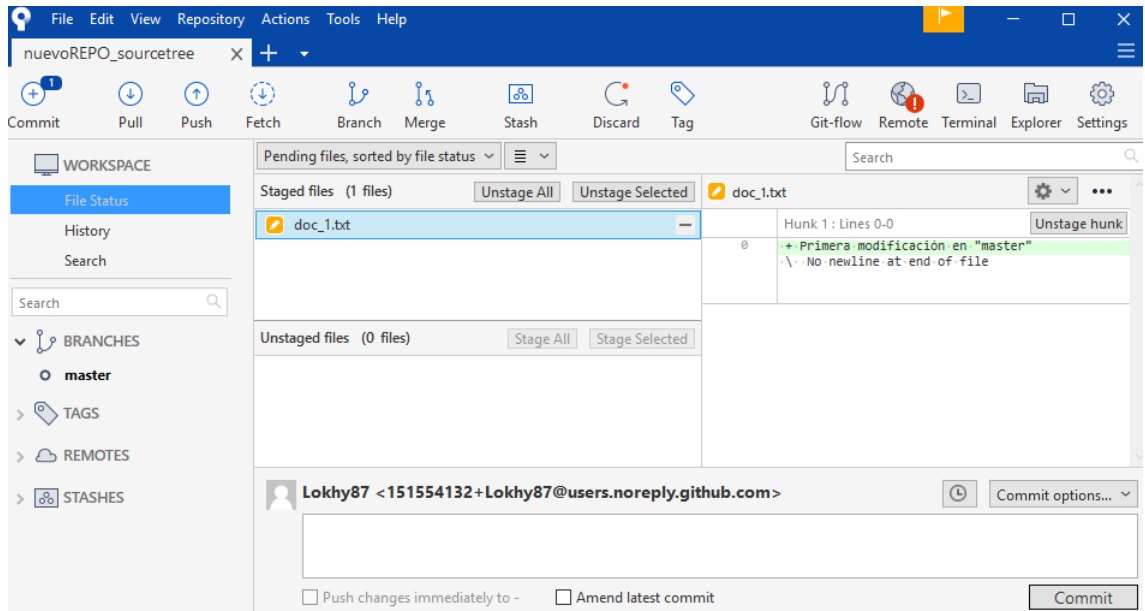 File Edit View Repository Actions Tools Help
nuevoREPO_sourcetree
1
Commit Pull Push Fetch Branch Merge Stash Discard Tag Git-flow Remote Terminal Explorer Settings
WORKSPACE
File Status
History
Search
Search
BRANCHES
master
TAGS
REMOTES
STASHES
Pending files, sorted by file status
Search
Staged files (1 files) Unstage All Unstage Selected
doc_1.txt
Unstaged files (0 files) Stage All Stage Selected
doc_1.txt
Hunk 1 : Lines 0-0 Unstage hunk
0 + Primera modificación en "master"
\ No newline at end of file
Lokhy87 <151554132+Lokhy87@users.noreply.github.com> Commit options...
Push changes immediately to - Amend latest commit Commit